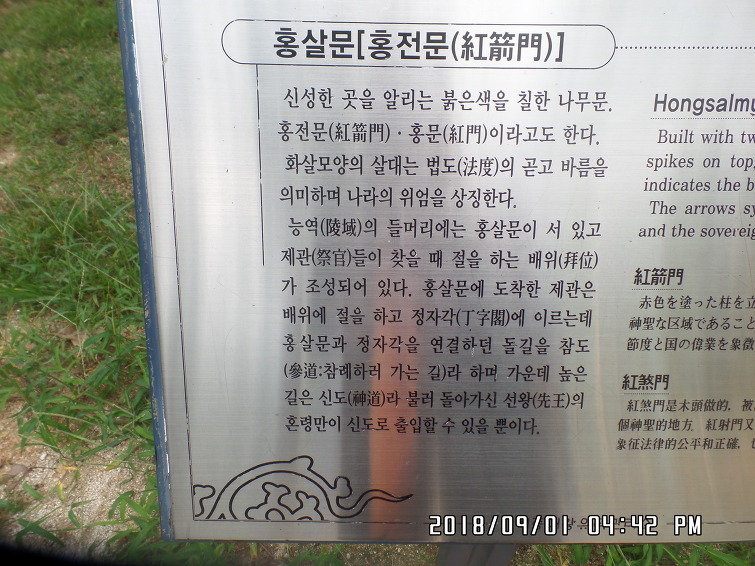 홍살문[홍전문(紅箭門)]
신성한 곳을 알리는 붉은색을 칠한 나무문.
홍전문(紅箭門)·홍문(紅門)이라고도 한다.
화살모양의 살대는 법도(法度)의 곧고 바름을
의미하며 나라의 위엄을 상징한다.
능역(陵域)의 들머리에는 홍살문이 서 있고
제관(祭官)들이 찾을 때 절을 하는 배위(拜位)
가 조성되어 있다. 홍살문에 도착한 제관은
배위에 절을 하고 정자각(丁字閣)에 이르는데
홍살문과 정자각을 연결하던 돌길을 참도
(參道:참례하러 가는 길)라 하며 가운데 높은
길은 신도(神道)라 불러 돌아가신 선왕(先王)의
혼령만이 신도로 출입할 수 있을 뿐이다.
Hongsalmu
Built with tw
spikes on top,
indicates the b
The arrows sy
and the sovereig
紅箭門
赤色を塗った柱を立
神聖な区域であること
節度と国の偉業を象徴
紅煞門
紅煞門是木頭做的，被
個神聖的地方. 紅射門又
象征法律的公平和正確，
2018/09/01 04:42 PM